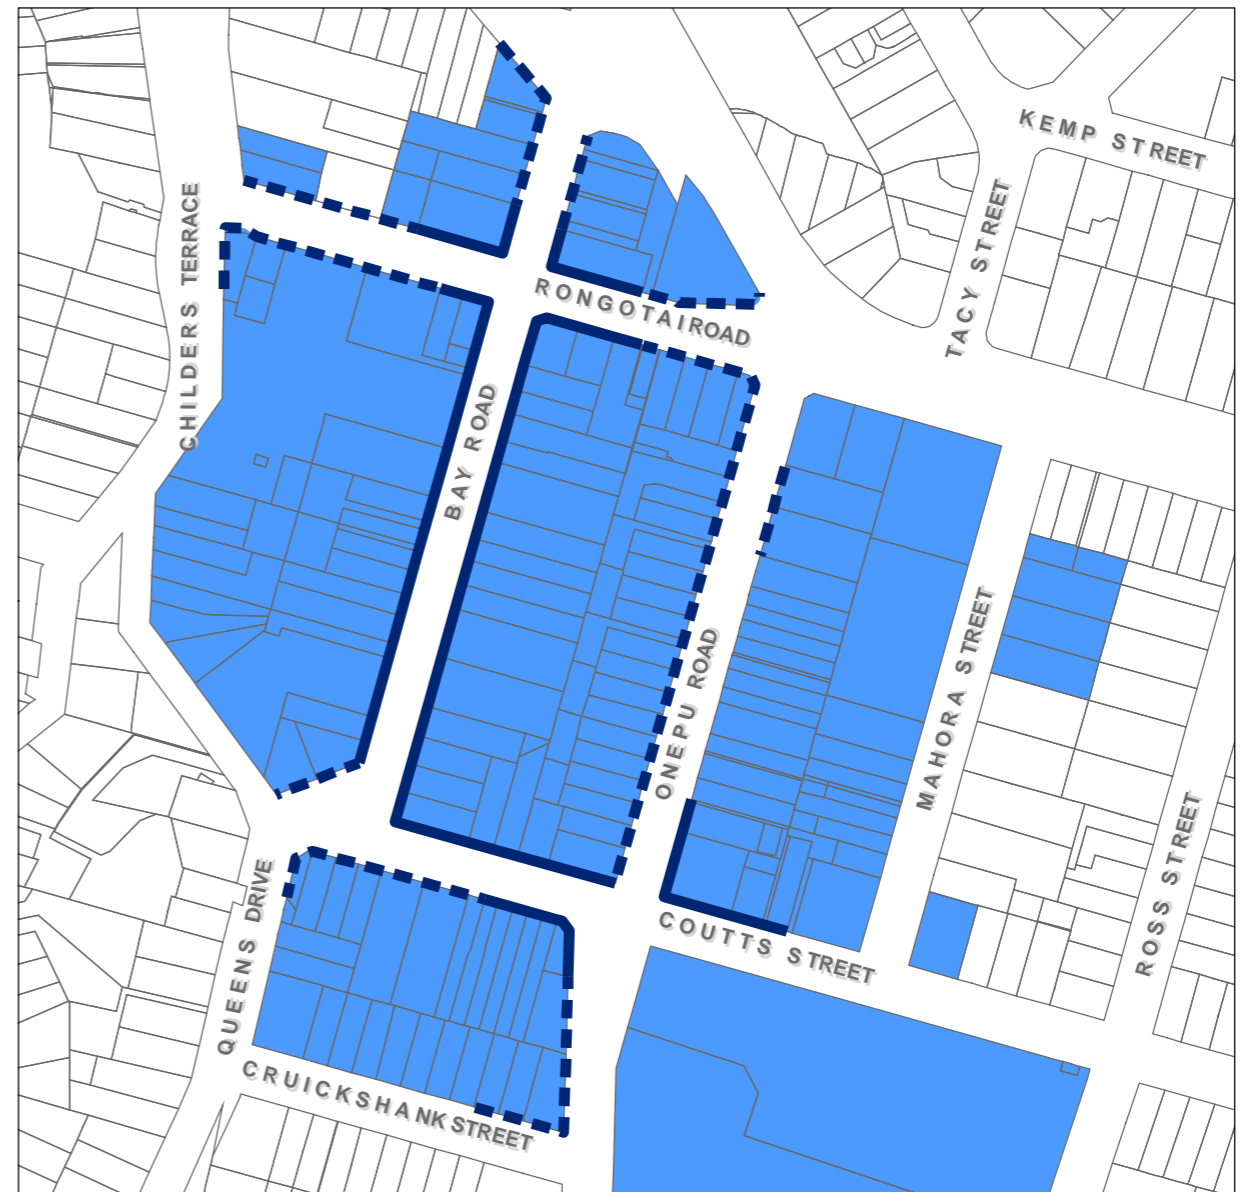 KEMP STREET
CHILDERS TERRACE
TACY STREET
RONGOTAI ROAD
BAY ROAD
ONEPU ROAD
MAHORA STREET
ROSS STREET
QUEENS DRIVE
COUTTS STREET
CRUICKSHANK STREET